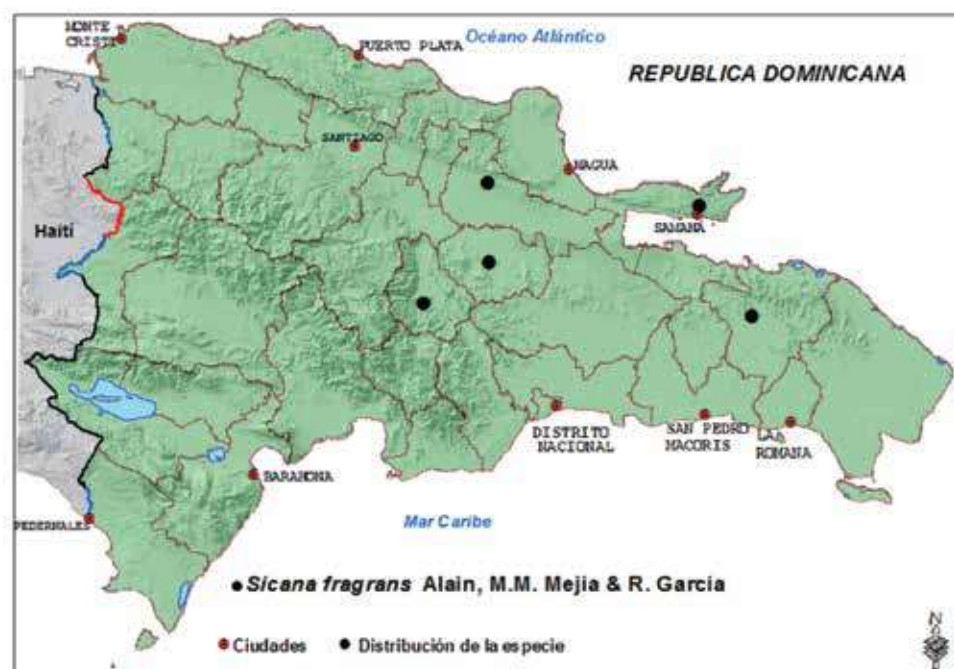 MONTE
CRISTI
PUERTO PLATA
Océano Atlántico
REPUBLICA DOMINICANA
SANTIAGO
NAGUA
SAMANA
Haití
DISTRITO
NACIONAL
SAN PEDRO
MACORIS
LA
ROMANA
BARAHONA
PEDERNALES
Mar Caribe
Sicana fragrans Alain, M.M. Mejia & R. Garcia
Ciudades
Distribución de la especie
N